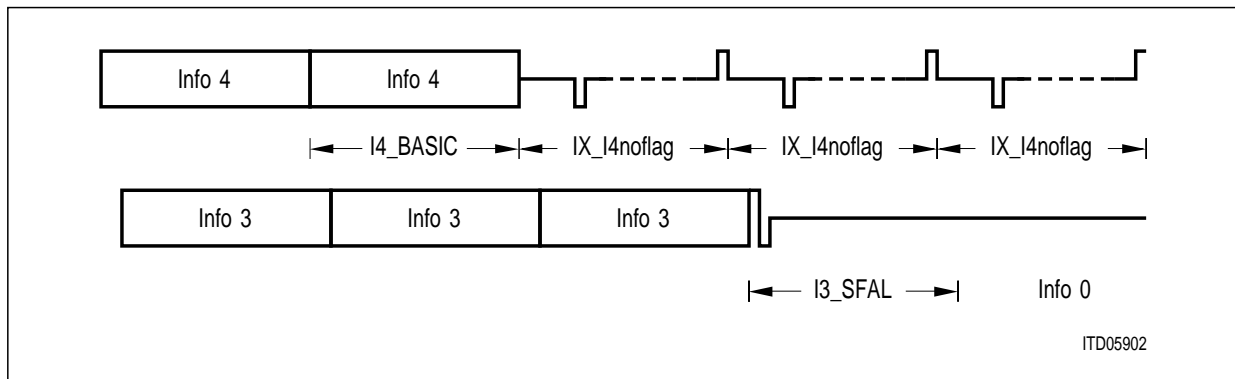 Info 4 Info 4
I4_BASIC IX_I4noflag IX_I4noflag IX_I4noflag
Info 3 Info 3 Info 3
I3_SFAL Info 0
ITD05902